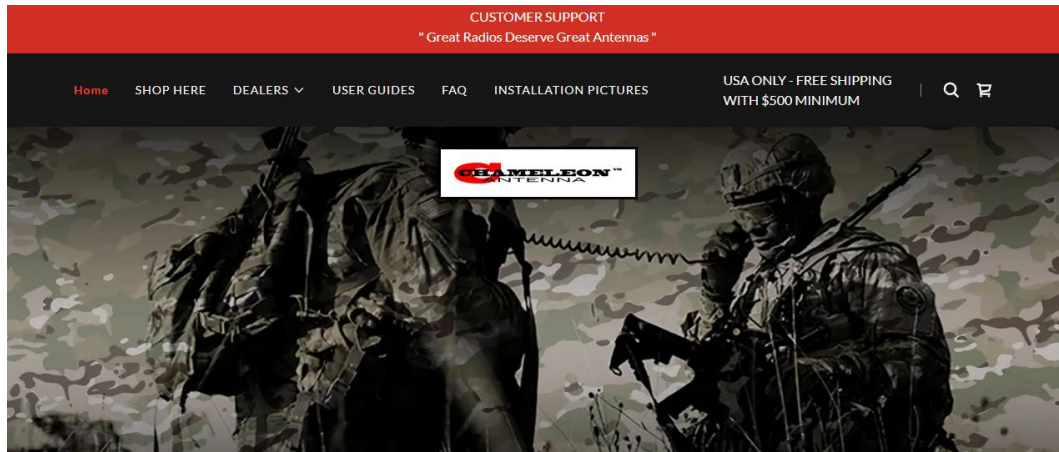 CUSTOMER SUPPORT
" Great Radios Deserve Great Antennas "
Home SHOP HERE DEALERS USER GUIDES FAQ INSTALLATION PICTURES
USA ONLY - FREE SHIPPING
WITH $500 MINIMUM
CHAMELEON™
ANTENNA